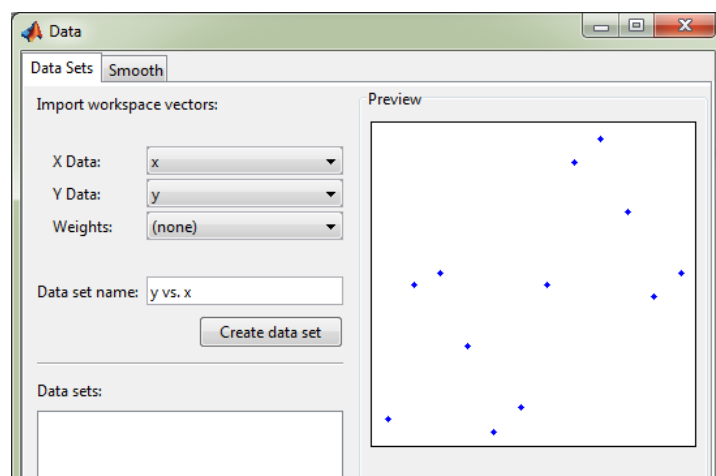 Data
Data Sets
Smooth
Import workspace vectors:
X Data:
x
Y Data:
y
Weights:
(none)
Data set name:
y vs. x
Create data set
Data sets:
Preview